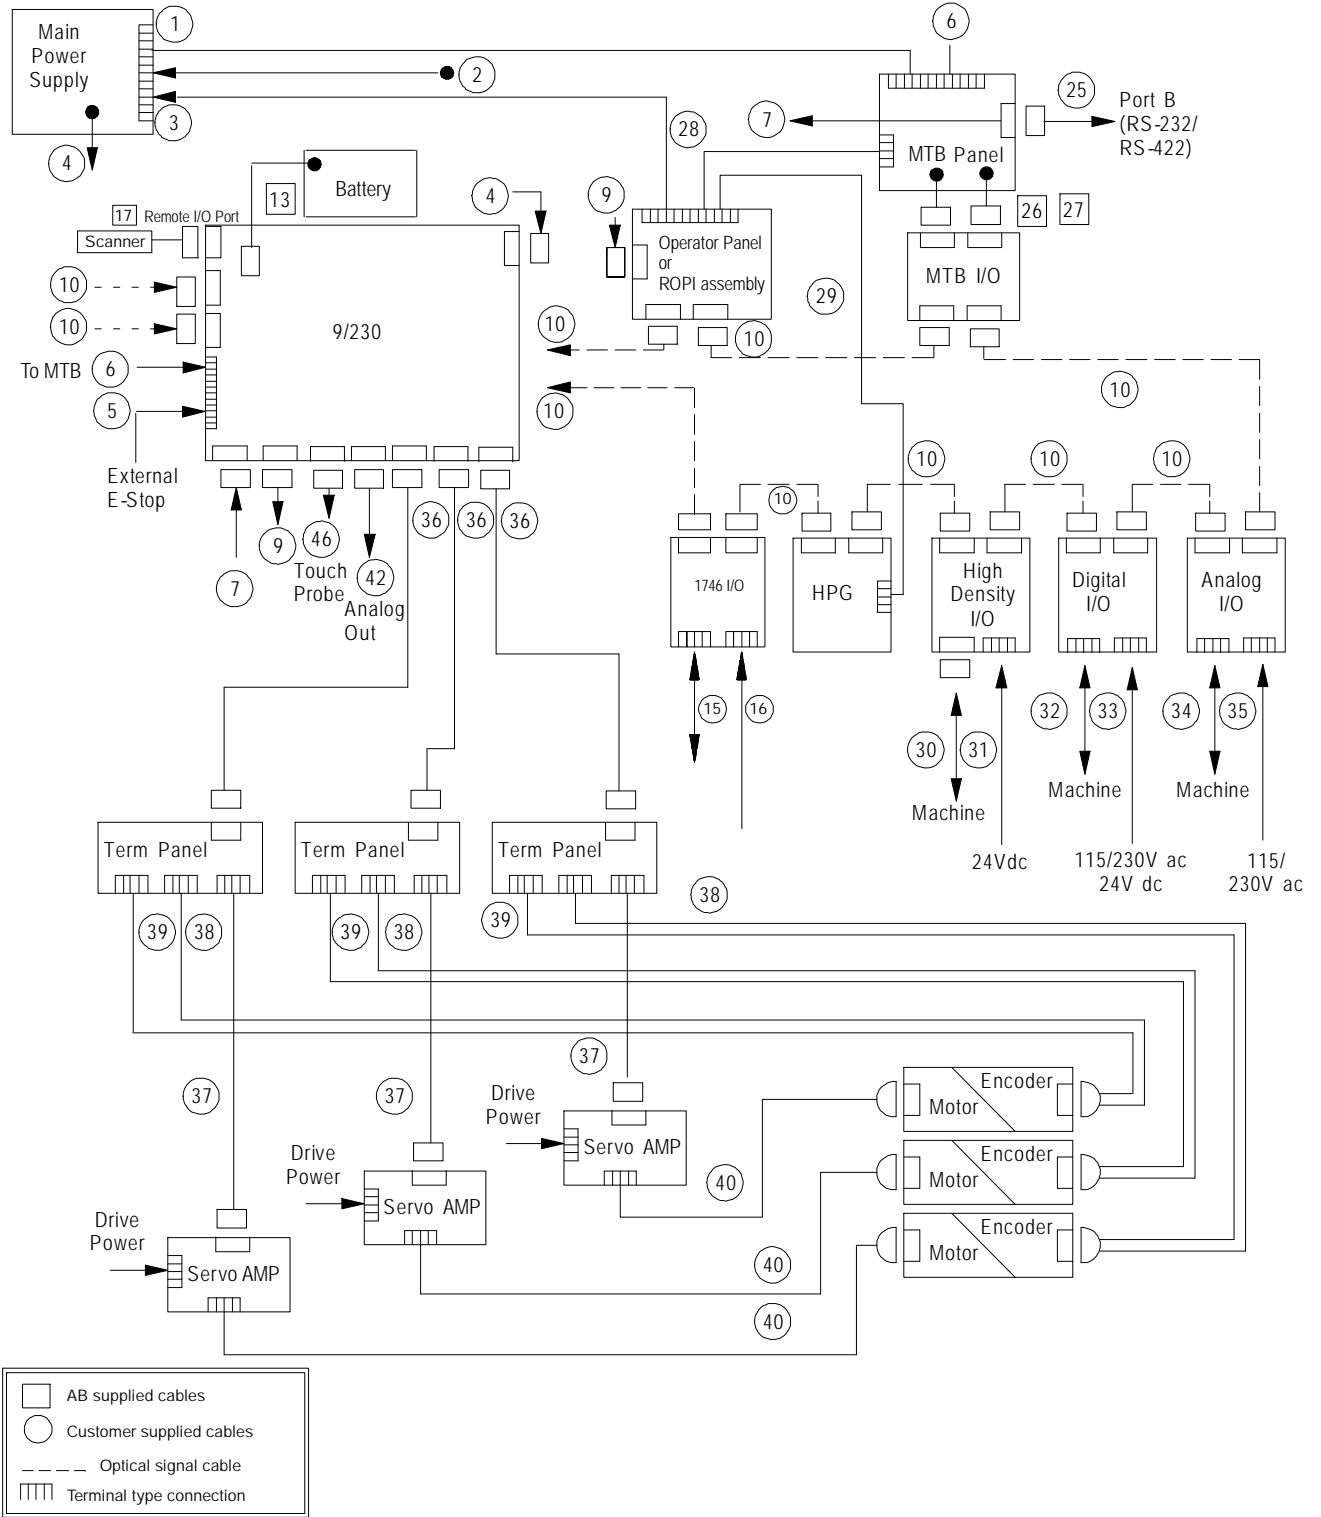 Main
Power
Supply
1
2
3
4
6
25
Port B
(RS-232/
RS-422)
7
28
MTB Panel
13
Battery
4
9
26
27
17
Remote I/O Port
Scanner
Operator Panel
or
ROPI assembly
MTB I/O
10
10
9/230
10
10
29
10
10
To MTB
6
5
External
E-Stop
36
36
36
10
10
10
10
9
46
Touch
Probe
7
42
Analog
Out
1746 I/O
HPG
High
Density
I/O
Digital
I/O
Analog
I/O
15
16
30
31
32
33
34
35
Machine
Machine
Machine
24Vdc
115/230V ac
24V dc
115/
230V ac
Term Panel
Term Panel
Term Panel
38
39
38
39
38
39
37
37
37
Drive
Power
Servo AMP
Drive
Power
Servo AMP
Drive
Power
Servo AMP
40
40
40
Encoder
Motor
Encoder
Motor
Encoder
Motor
AB supplied cables
Customer supplied cables
Optical signal cable
Terminal type connection